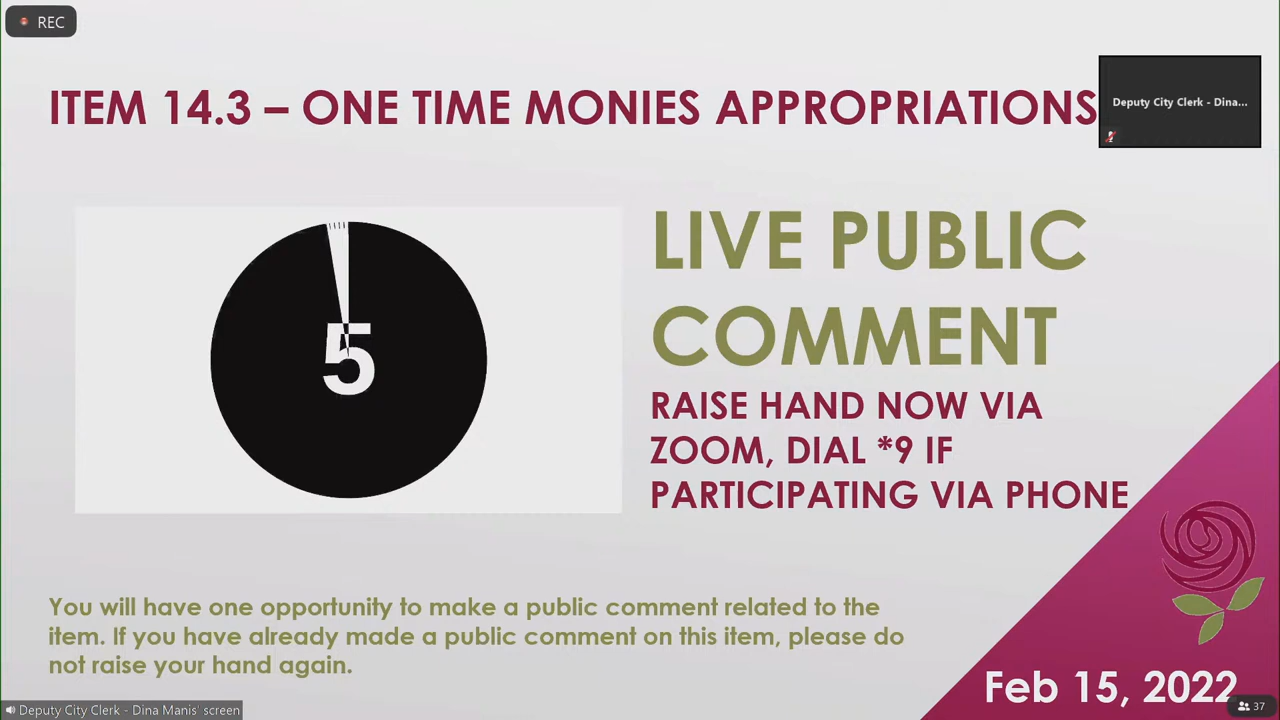 REC
ITEM 14.3 – ONE TIME MONIES APPROPRIATIONS
Deputy City Clerk - Dina...
5
LIVE PUBLIC
COMMENT
RAISE HAND NOW VIA
ZOOM, DIAL *9 IF
PARTICIPATING VIA PHONE
You will have one opportunity to make a public comment related to the
item. If you have already made a public comment on this item, please do
not raise your hand again.
Feb 15, 2022
Deputy City Clerk - Dina Manis' screen
37